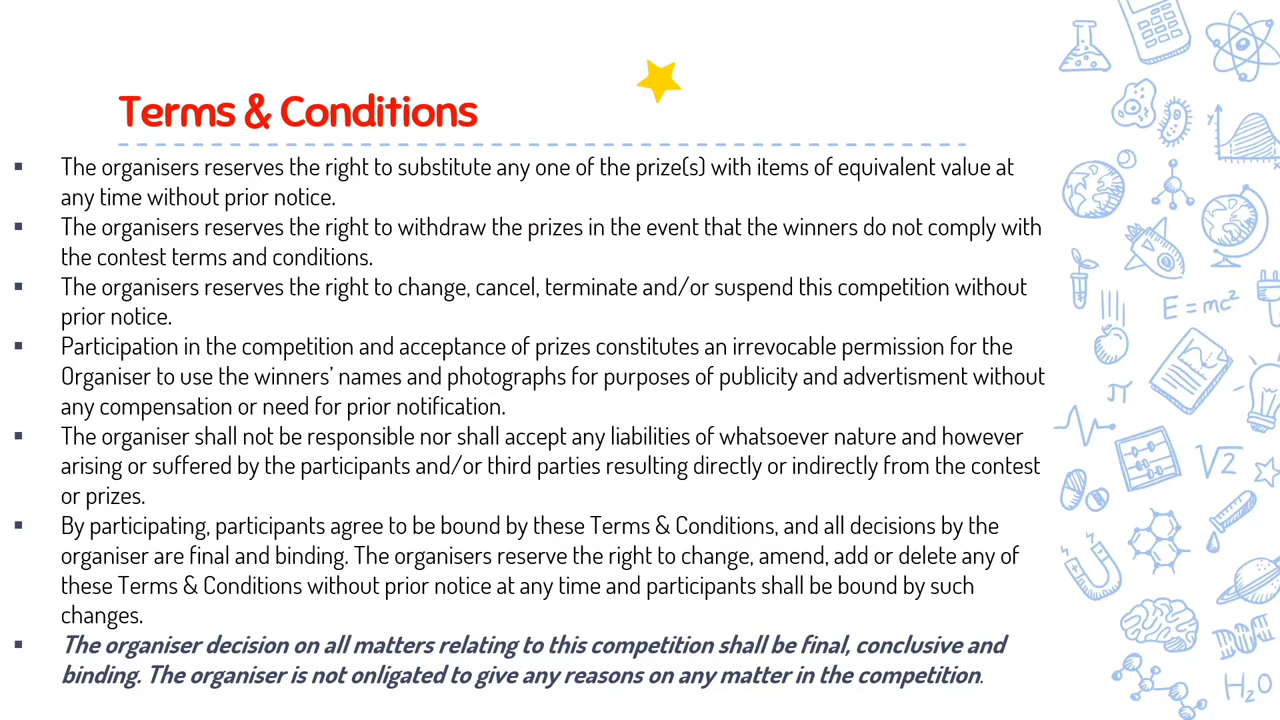 Terms & Conditions
▪ The organisers reserves the right to substitute any one of the prize(s) with items of equivalent value at
any time without prior notice.
▪ The organisers reserves the right to withdraw the prizes in the event that the winners do not comply with
the contest terms and conditions.
▪ The organisers reserves the right to change, cancel, terminate and/or suspend this competition without
prior notice.
▪ Participation in the competition and acceptance of prizes constitutes an irrevocable permission for the
Organiser to use the winners’ names and photographs for purposes of publicity and advertisment without
any compensation or need for prior notification.
▪ The organiser shall not be responsible nor shall accept any liabilities of whatsoever nature and however
arising or suffered by the participants and/or third parties resulting directly or indirectly from the contest
or prizes.
▪ By participating, participants agree to be bound by these Terms & Conditions, and all decisions by the
organiser are final and binding. The organisers reserve the right to change, amend, add or delete any of
these Terms & Conditions without prior notice at any time and participants shall be bound by such
changes.
▪ The organiser decision on all matters relating to this competition shall be final, conclusive and
binding. The organiser is not onligated to give any reasons on any matter in the competition.
y
x
E = mc²
π
√2
H₂O